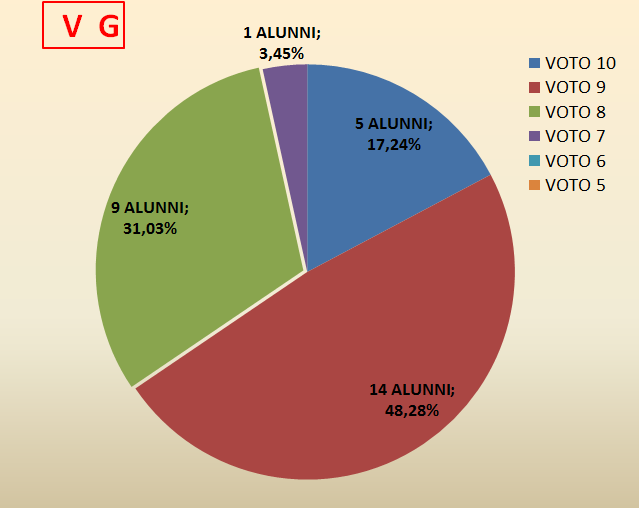 V G
1 ALUNNI;
3,45%
5 ALUNNI;
17,24%
9 ALUNNI;
31,03%
14 ALUNNI;
48,28%
VOTO 10
VOTO 9
VOTO 8
VOTO 7
VOTO 6
VOTO 5